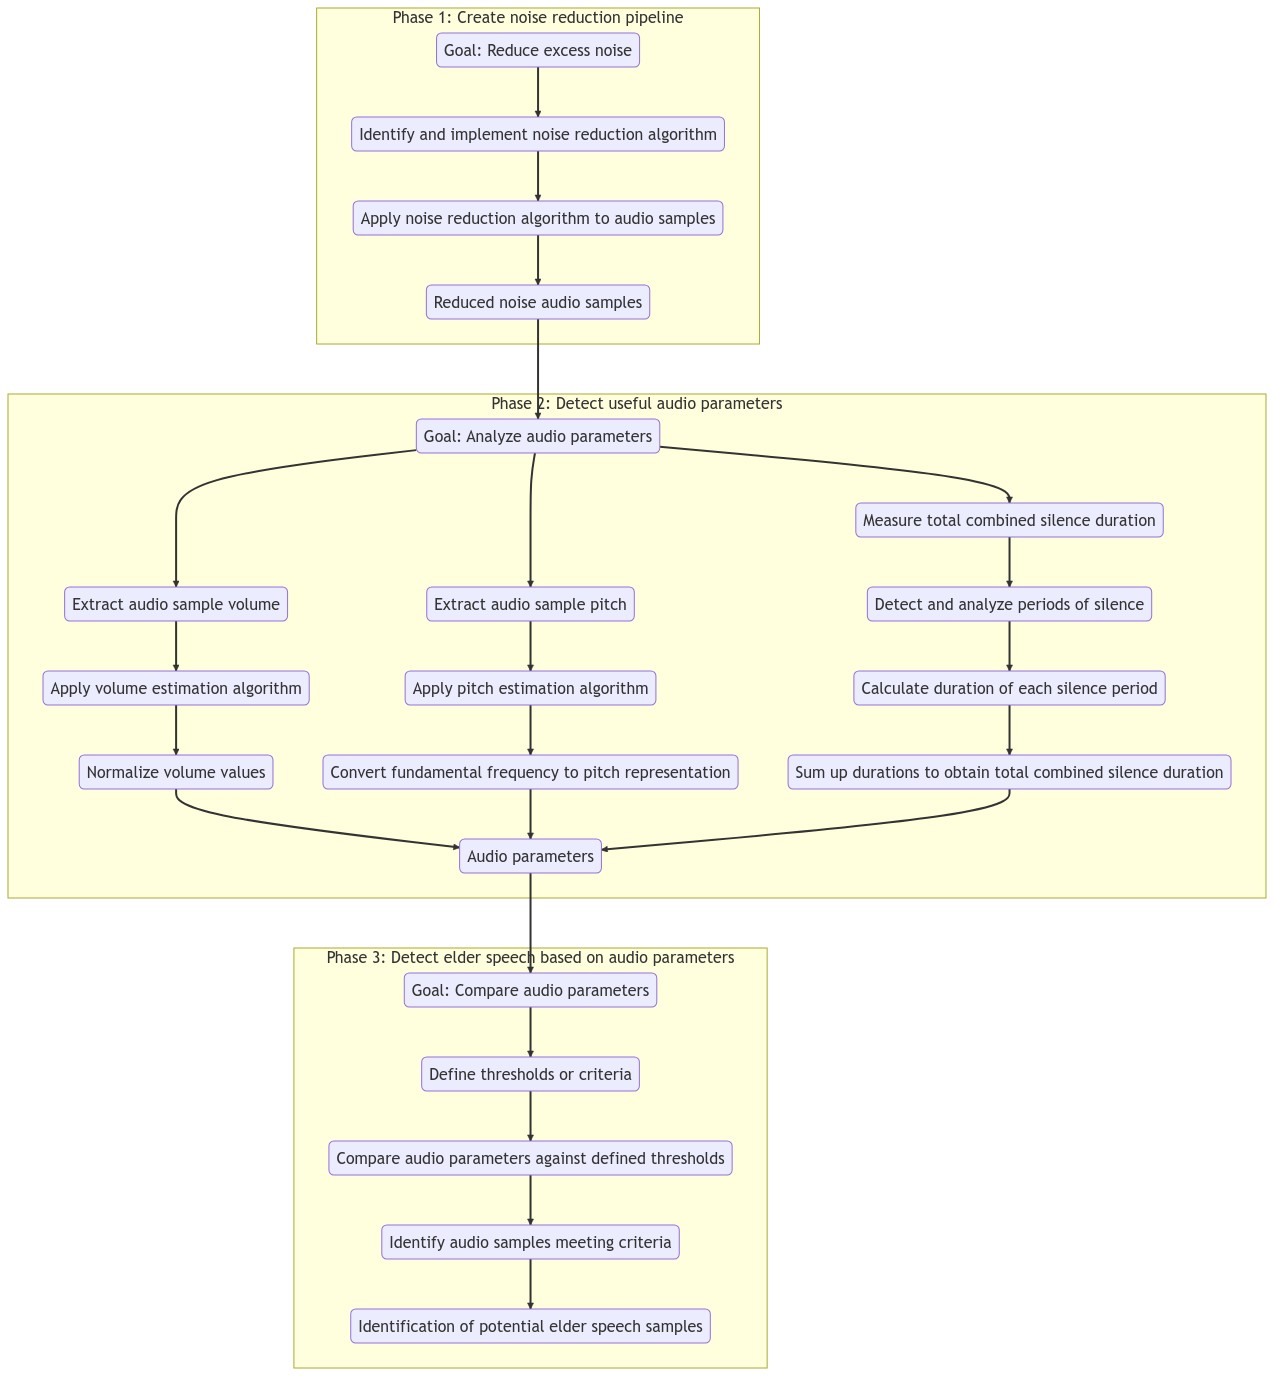 Phase 1: Create noise reduction pipeline
Goal: Reduce excess noise
Identify and implement noise reduction algorithm
Apply noise reduction algorithm to audio samples
Reduced noise audio samples
Phase 2: Detect useful audio parameters
Goal: Analyze audio parameters
Measure total combined silence duration
Extract audio sample volume
Extract audio sample pitch
Detect and analyze periods of silence
Apply volume estimation algorithm
Apply pitch estimation algorithm
Calculate duration of each silence period
Normalize volume values
Convert fundamental frequency to pitch representation
Sum up durations to obtain total combined silence duration
Audio parameters
Phase 3: Detect elder speech based on audio parameters
Goal: Compare audio parameters
Define thresholds or criteria
Compare audio parameters against defined thresholds
Identify audio samples meeting criteria
Identification of potential elder speech samples